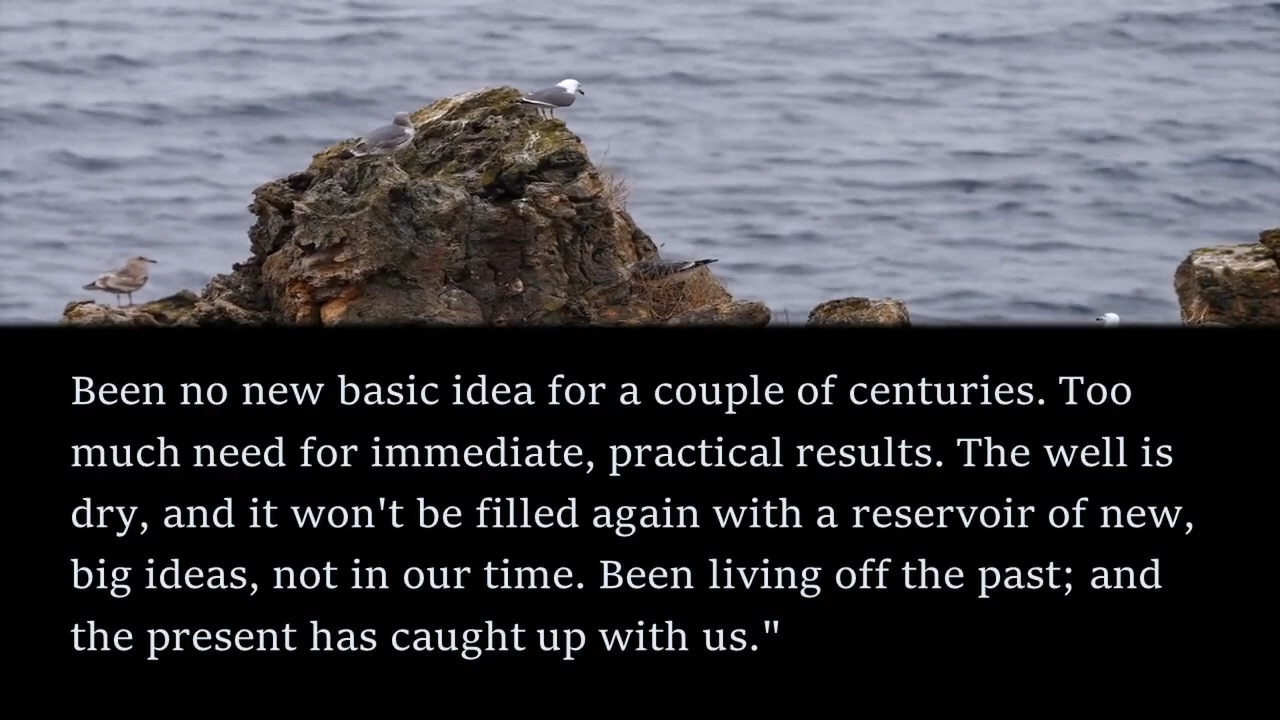 Been no new basic idea for a couple of centuries. Too
much need for immediate, practical results. The well is
dry, and it won't be filled again with a reservoir of new,
big ideas, not in our time. Been living off the past; and
the present has caught up with us."